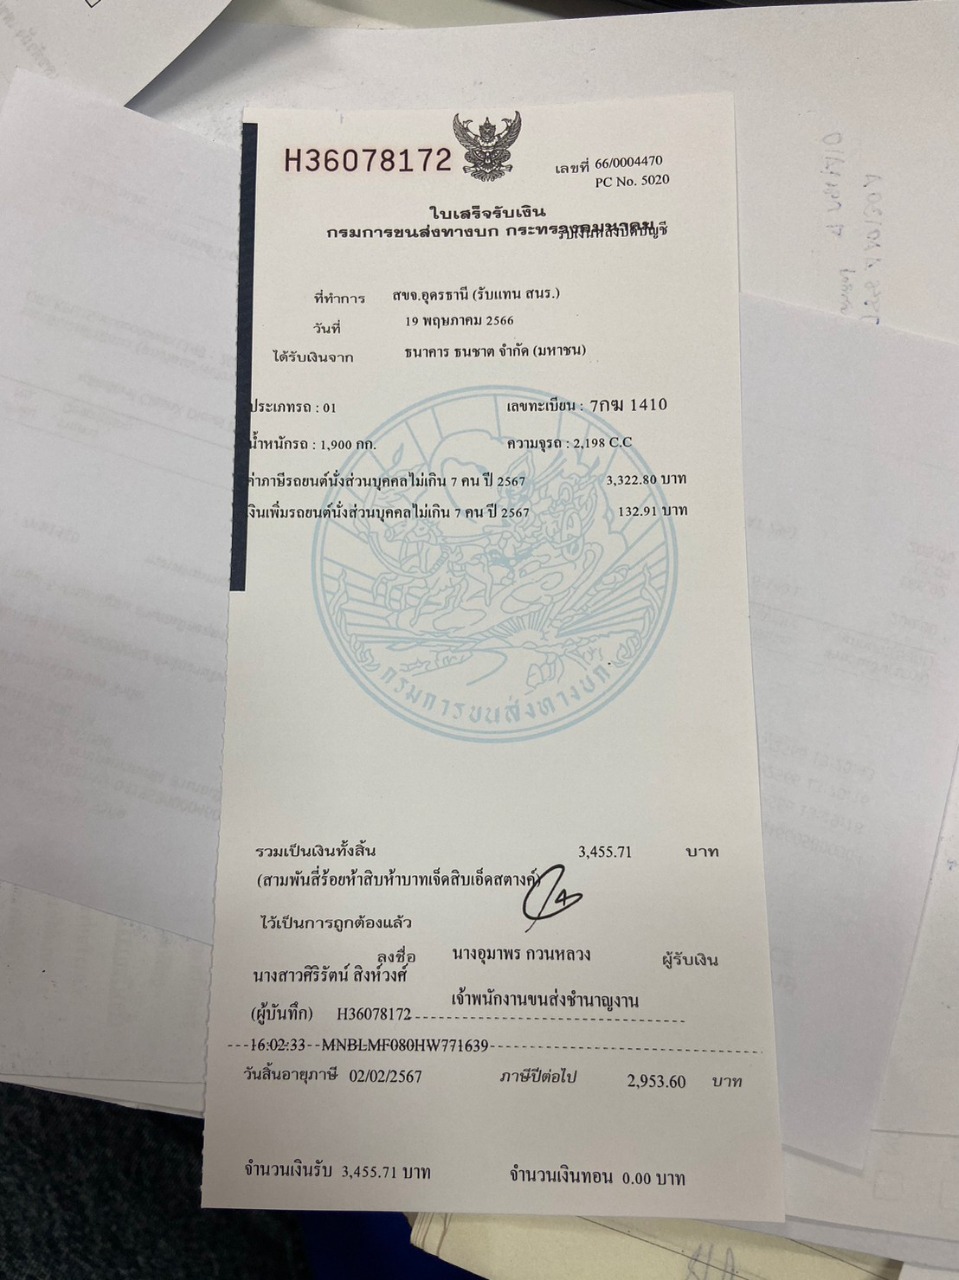 H36078172
เลขที่ 66/0004470
PC No. 5020
ใบเสร็จรับเงิน
กรมการขนส่งทางบก กระทรวงคมนาคม
รับเงินหลังปิดบัญชี
ที่ทำการ สขจ.อุดรธานี (รับแทน สนร.)
วันที่ 19 พฤษภาคม 2566
ได้รับเงินจาก ธนาคาร ธนชาต จำกัด (มหาชน)
ประเภทรถ : 01 เลขทะเบียน : 7กฆ 1410
น้ำหนักรถ : 1,900 กก. ความจุรถ : 2,198 C.C
ค่าภาษีรถยนต์นั่งส่วนบุคคลไม่เกิน 7 คน ปี 2567 3,322.80 บาท
เงินเพิ่มรถยนต์นั่งส่วนบุคคลไม่เกิน 7 คน ปี 2567 132.91 บาท
กรมการขนส่งทางบก
รวมเป็นเงินทั้งสิ้น 3,455.71 บาท
(สามพันสี่ร้อยห้าสิบห้าบาทเจ็ดสิบเอ็ดสตางค์)
ไว้เป็นการถูกต้องแล้ว
ลงชื่อ นางอุมาพร กวนหลวง ผู้รับเงิน
นางสาวศิริรัตน์ สิงห์วงศ์
เจ้าพนักงานขนส่งชำนาญงาน
(ผู้บันทึก) H36078172
16:02:33 MNBLMF080HW771639
วันสิ้นอายุภาษี 02/02/2567 ภาษีปีต่อไป 2,953.60 บาท
จำนวนเงินรับ 3,455.71 บาท จำนวนเงินทอน 0.00 บาท